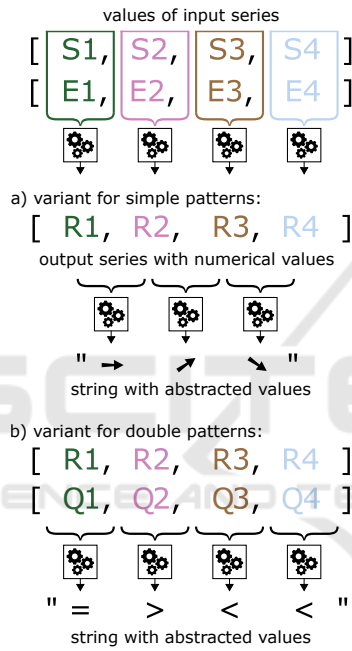 values of input series
[ S1, S2, S3, S4 ]
[ E1, E2, E3, E4 ]
a) variant for simple patterns:
[ R1, R2, R3, R4 ]
output series with numerical values
" → ↗ ↘ "
string with abstracted values
b) variant for double patterns:
[ R1, R2, R3, R4 ]
[ Q1, Q2, Q3, Q4 ]
" = > < < "
string with abstracted values